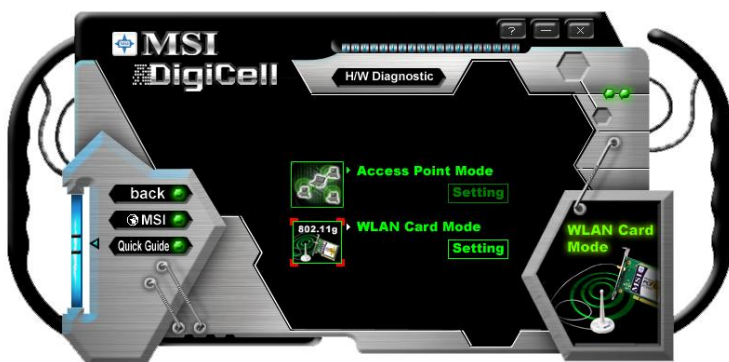 MSI
DigiCell
H/W Diagnostic
? — ×
Access Point Mode
Setting
802.11g
WLAN Card Mode
Setting
back
MSI
Quick Guide
WLAN Card
Mode
MSI